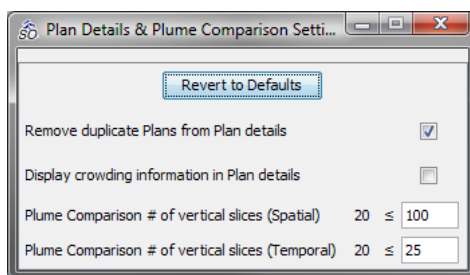 Plan Details & Plume Comparison Setti...
Revert to Defaults
Remove duplicate Plans from Plan details
Display crowding information in Plan details
Plume Comparison # of vertical slices (Spatial) 20 ≤ 100
Plume Comparison # of vertical slices (Temporal) 20 ≤ 25